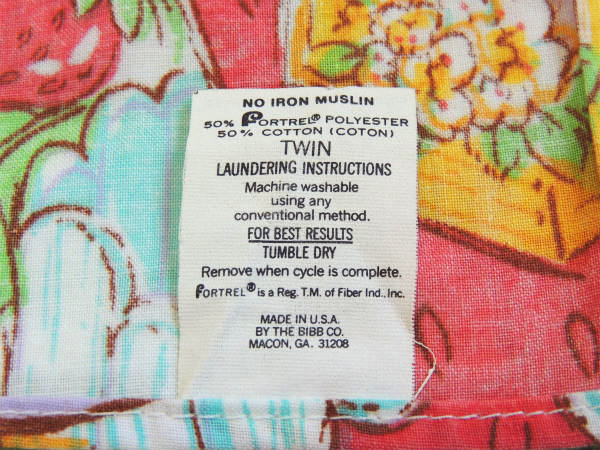 NO IRON MUSLIN
50% FORTREL® POLYESTER
50% COTTON (COTON)
TWIN
LAUNDERING INSTRUCTIONS
Machine washable
using any
conventional method.
FOR BEST RESULTS
TUMBLE DRY
Remove when cycle is complete.
FORTREL® is a Reg. T.M. of Fiber Ind., Inc.
MADE IN U.S.A.
BY THE BIBB CO.
MACON, GA. 31208